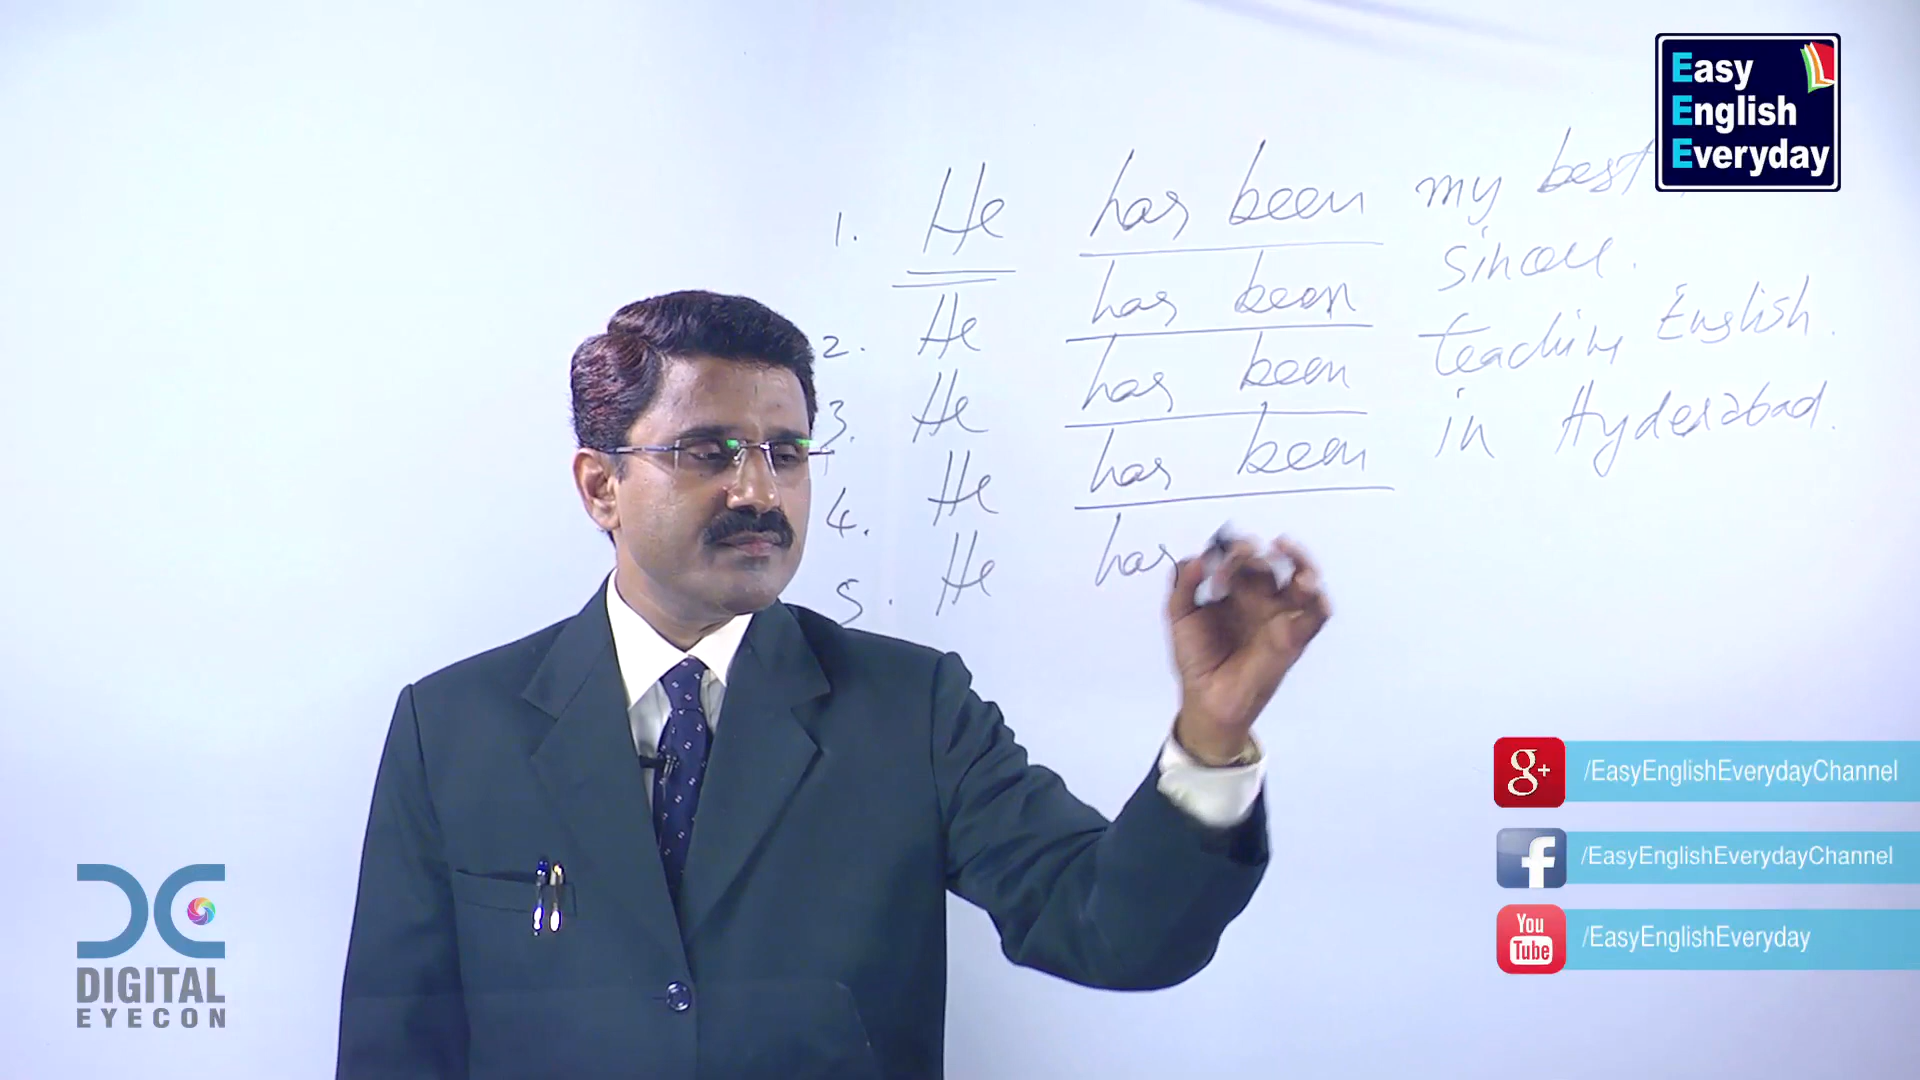 Easy
English
Everyday
1. He has been my best
2. He has been sincere.
3. He has been teaching English.
4. He has been in Hyderabad.
5. He has
g+ /EasyEnglishEverydayChannel
f /EasyEnglishEverydayChannel
You
Tube /EasyEnglishEveryday
DIGITAL
EYECON